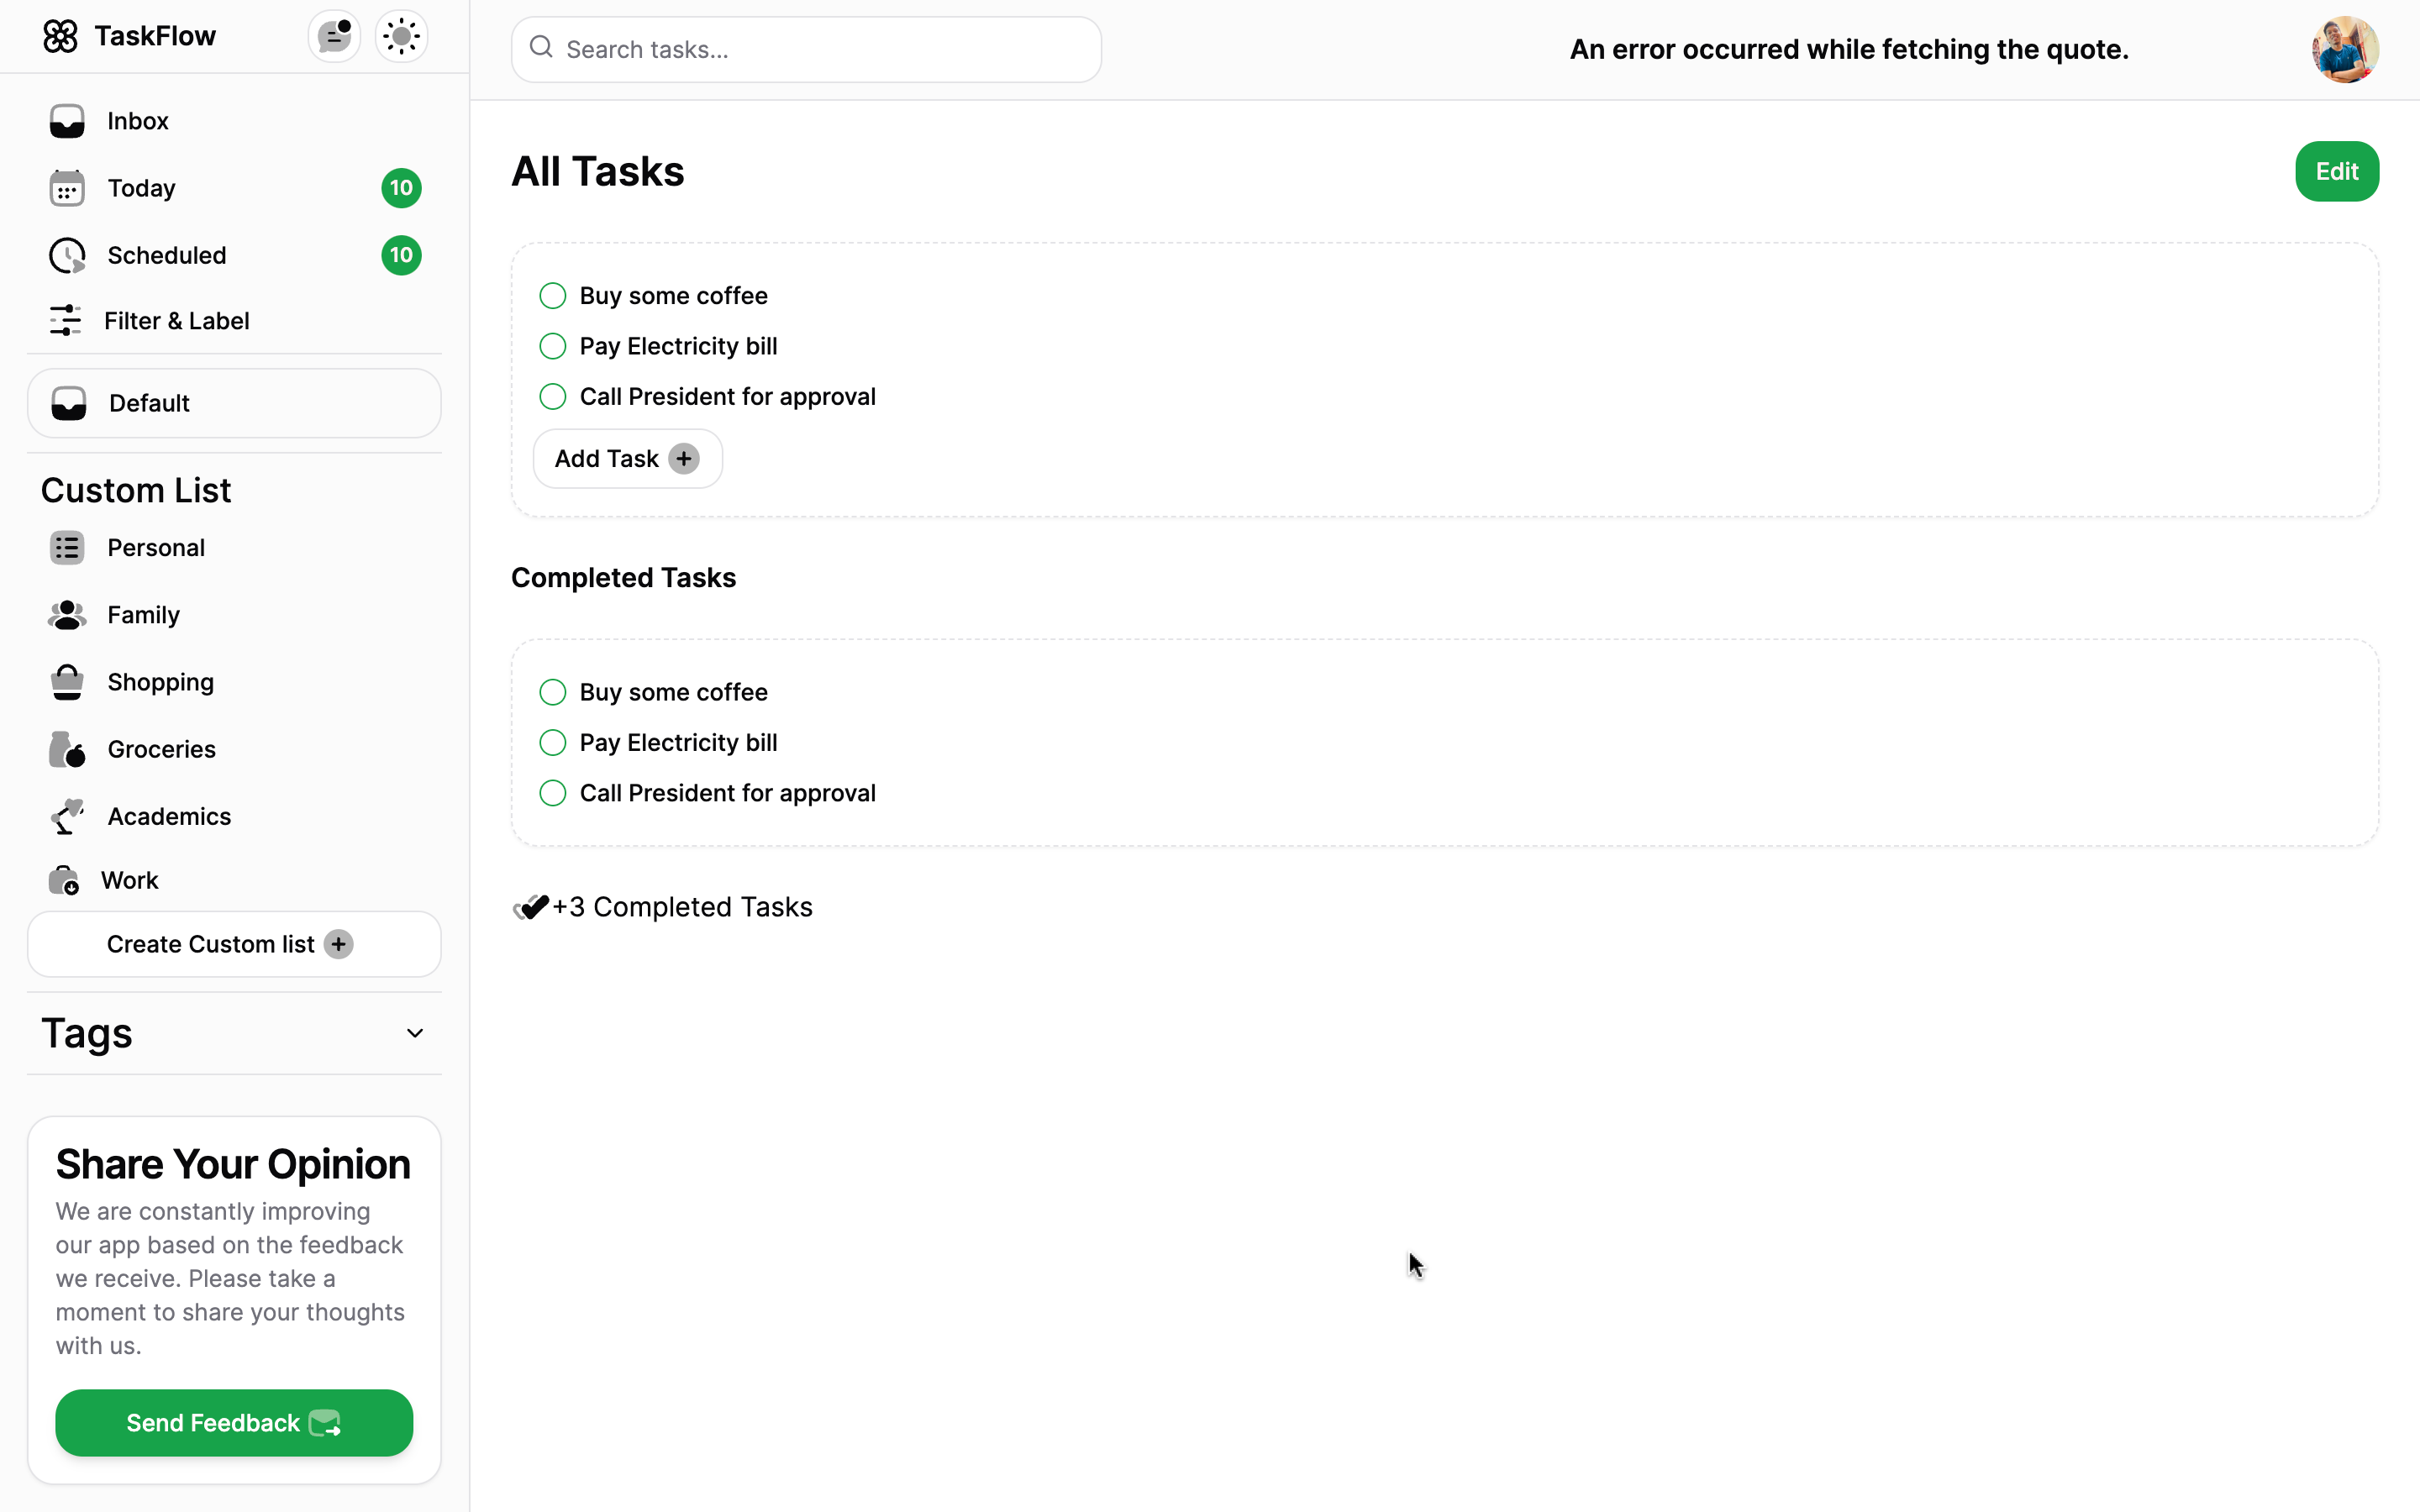 TaskFlow
Search tasks...
An error occurred while fetching the quote.
Inbox
Today
10
Scheduled
10
Filter & Label
Default
Custom List
Personal
Family
Shopping
Groceries
Academics
Work
Create Custom list
Tags
Share Your Opinion
We are constantly improving
our app based on the feedback
we receive. Please take a
moment to share your thoughts
with us.
Send Feedback
All Tasks
Edit
Buy some coffee
Pay Electricity bill
Call President for approval
Add Task
Completed Tasks
Buy some coffee
Pay Electricity bill
Call President for approval
+3 Completed Tasks